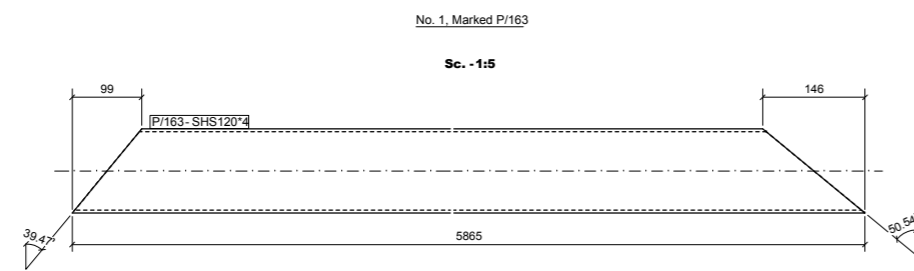 No. 1, Marked P/163
Sc. -1:5
99
146
P/163- SHS120*4
39.47°
50.54
5865